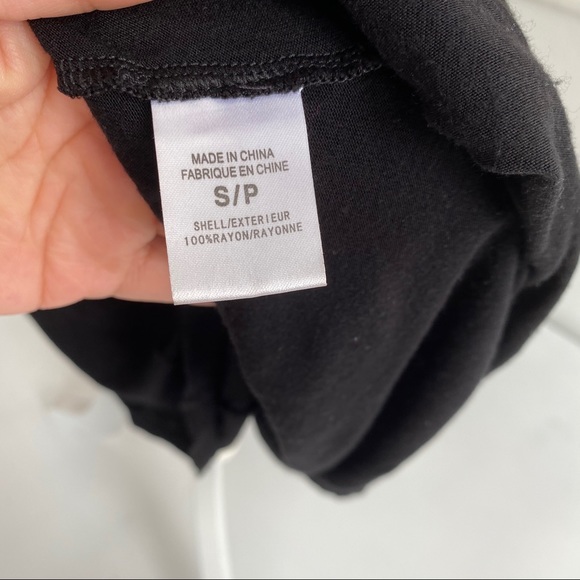 MADE IN CHINA
FABRIQUE EN CHINE
S/P
SHELL/EXTERIEUR
100%RAYON/RAYONNE